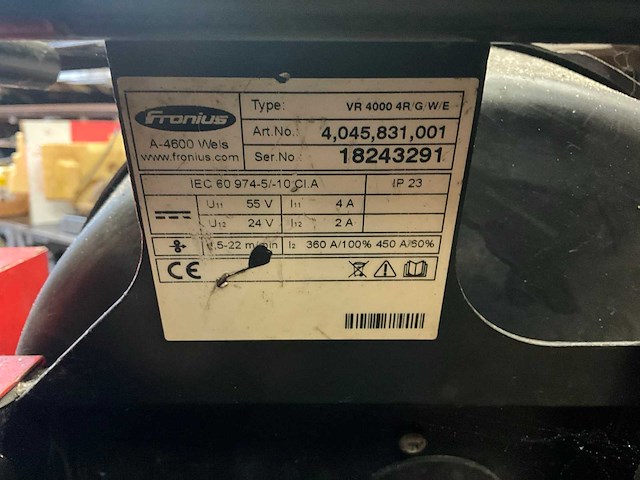 Fronius
Type: VR 4000 4R/G/W/E
A-4600 Wels
www.fronius.com
Art.No.: 4,045,831,001
Ser.No.: 18243291
IEC 60 974-5/-10 Cl.A IP 23
U11 55 V I11 4 A
U12 24 V I12 2 A
,5-22 m/min I2 360 A/100% 450 A/60%
CE